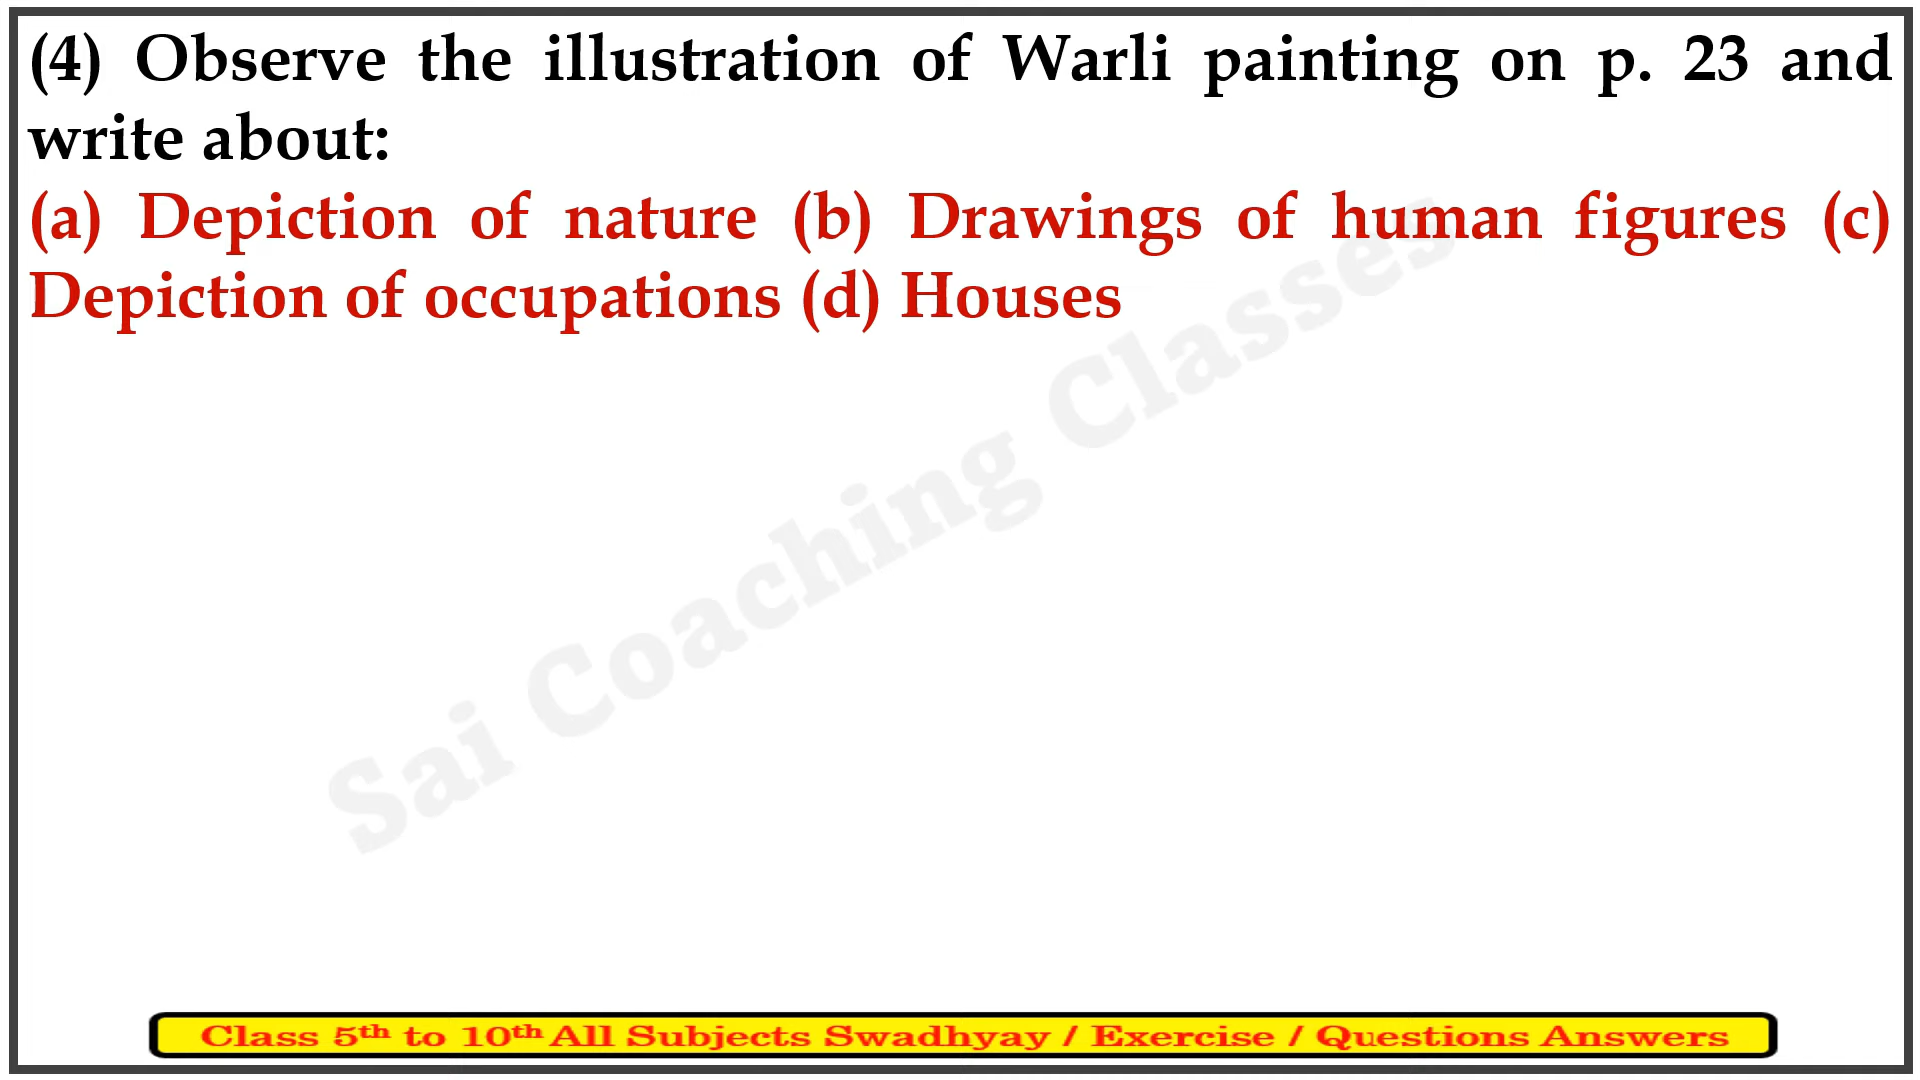 (4) Observe the illustration of Warli painting on p. 23 and
write about:
(a) Depiction of nature (b) Drawings of human figures (c)
Depiction of occupations (d) Houses
Sai Coaching Classes
Class 5th to 10th All Subjects Swadhyay / Exercise / Questions Answers